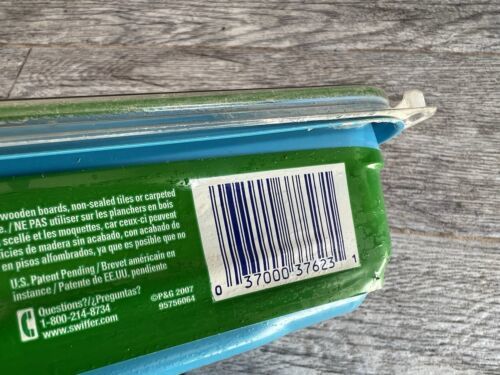 wooden boards, non-sealed tiles or carpeted
e. / NE PAS utiliser sur les planchers en bois
scellé et les moquettes, car ceux-ci peuvent
icies de madera sin acabado, con acabado de
en pisos alfombrados, ya que es posible que no
U.S. Patent Pending / Brevet américain en
instance / Patente de EE.UU. pendiente
Questions?/¿Preguntas?
1-800-214-8734
www.swiffer.com
©P&G 2007
95756064
0 37000 37623 1